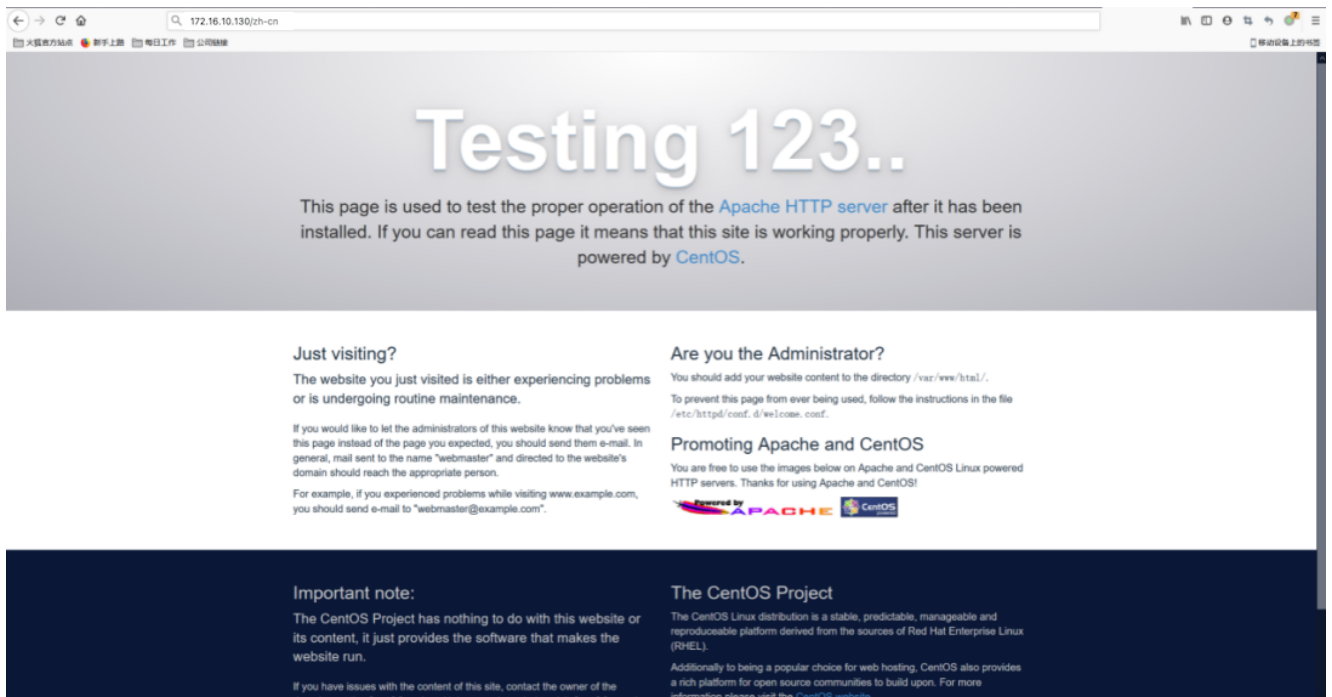 172.16.10.130/zh-cn
火狐官方站点 新手上路 每日工作 公司链接 移动设备上的书签
Testing 123..
This page is used to test the proper operation of the Apache HTTP server after it has been
installed. If you can read this page it means that this site is working properly. This server is
powered by CentOS.
Just visiting?
The website you just visited is either experiencing problems
or is undergoing routine maintenance.
If you would like to let the administrators of this website know that you've seen
this page instead of the page you expected, you should send them e-mail. In
general, mail sent to the name "webmaster" and directed to the website's
domain should reach the appropriate person.
For example, if you experienced problems while visiting www.example.com,
you should send e-mail to "webmaster@example.com".
Are you the Administrator?
You should add your website content to the directory /var/www/html/.
To prevent this page from ever being used, follow the instructions in the file
/etc/httpd/conf.d/welcome.conf.
Promoting Apache and CentOS
You are free to use the images below on Apache and CentOS Linux powered
HTTP servers. Thanks for using Apache and CentOS!
Powered by
APACHE
CentOS
Important note:
The CentOS Project has nothing to do with this website or
its content, it just provides the software that makes the
website run.
If you have issues with the content of this site, contact the owner of the
The CentOS Project
The CentOS Linux distribution is a stable, predictable, manageable and
reproduceable platform derived from the sources of Red Hat Enterprise Linux
(RHEL).
Additionally to being a popular choice for web hosting, CentOS also provides
a rich platform for open source communities to build upon. For more
information please visit the CentOS website.